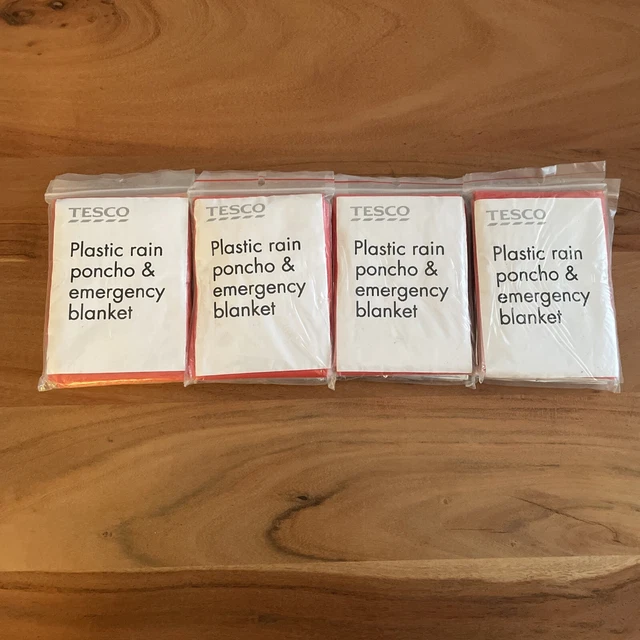 TESCO
Plastic rain
poncho &
emergency
blanket
TESCO
Plastic rain
poncho &
emergency
blanket
TESCO
Plastic rain
poncho &
emergency
blanket
TESCO
Plastic rain
poncho &
emergency
blanket